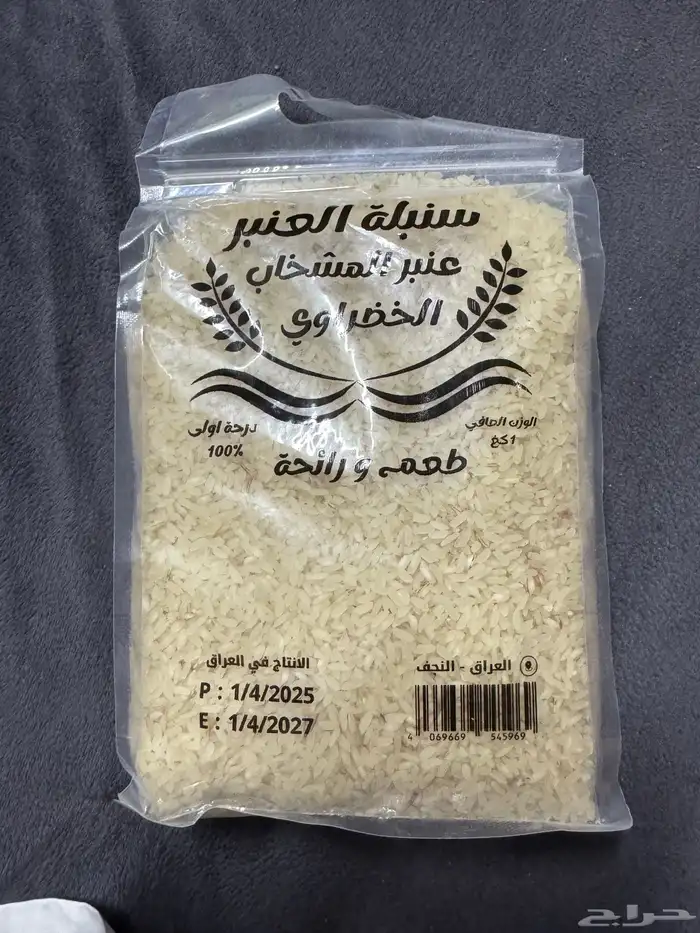 سنبلة العنبر
عنبر المشخاب
الخضراوي
الوزن الصافي
1كغ
درجة اولى
100%
طعمه و رائحة
العراق - النجف
الانتاج في العراق
P : 1/4/2025
E : 1/4/2027
4 069669 545969
حراج